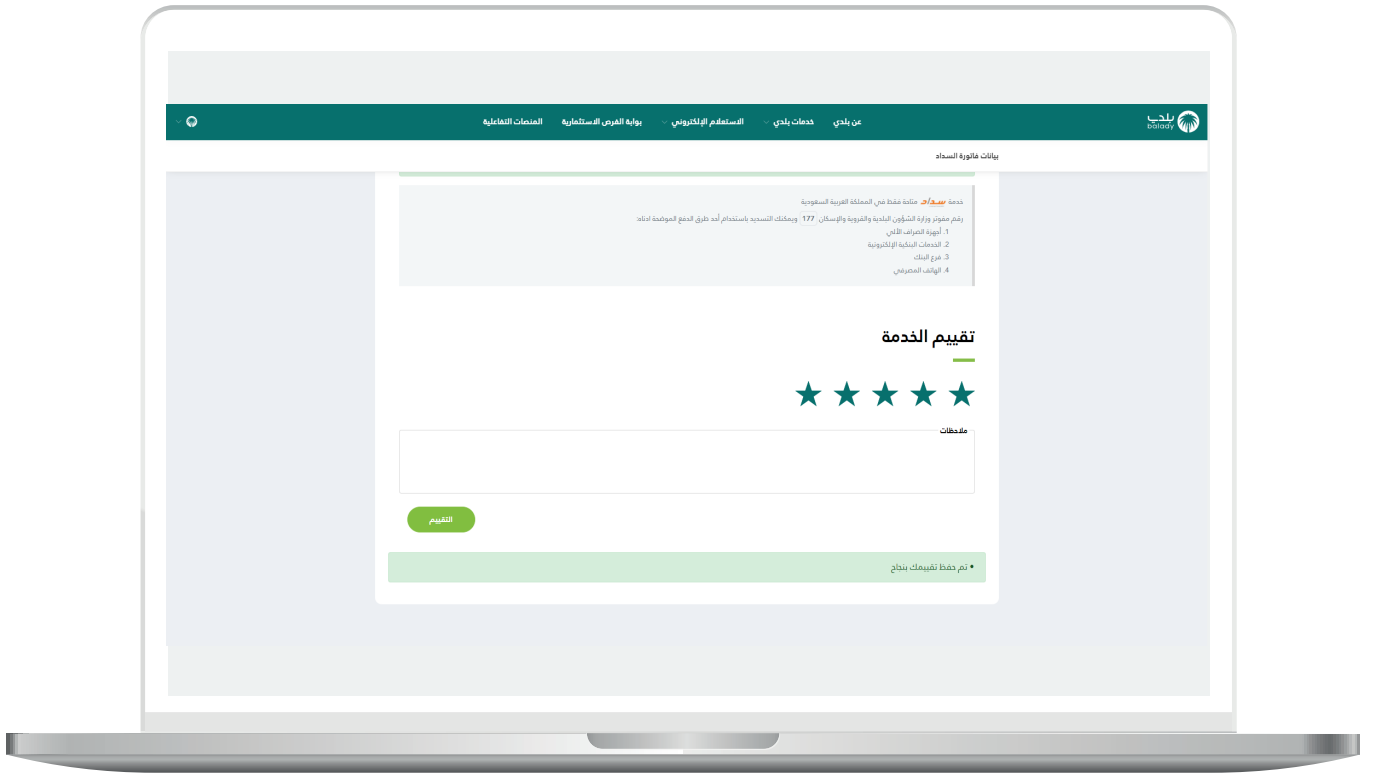 بلدي
balady
عن بلدي
خدمات بلدي
الاستعلام الإلكتروني
بوابة الفرص الاستثمارية
المنصات التفاعلية
بيانات فاتورة السداد
خدمة سداد متاحة فقط في المملكة العربية السعودية
رقم مفوتر وزارة الشؤون البلدية والقروية والإسكان 177 ويمكنك التسديد باستخدام أحد طرق الدفع الموضحة ادناه:
1. أجهزة الصراف الألي
2. الخدمات البنكية الإلكترونية
3. فرع البنك
4. الهاتف المصرفي
تقييم الخدمة
ملاحظات
التقييم
• تم حفظ تقييمك بنجاح